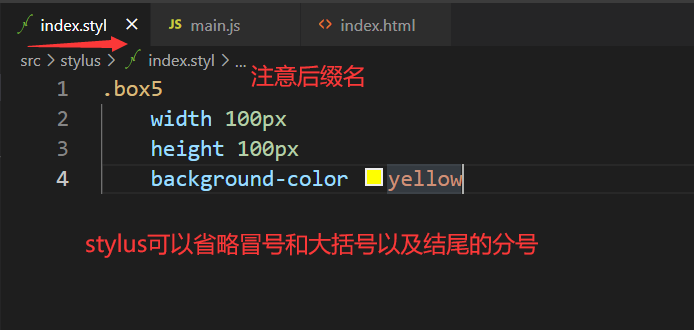 index.styl
JS main.js
<> index.html
src > stylus > index.styl > ...
注意后缀名
1 .box5
2 width 100px
3 height 100px
4 background-color yellow
stylus可以省略冒号和大括号以及结尾的分号